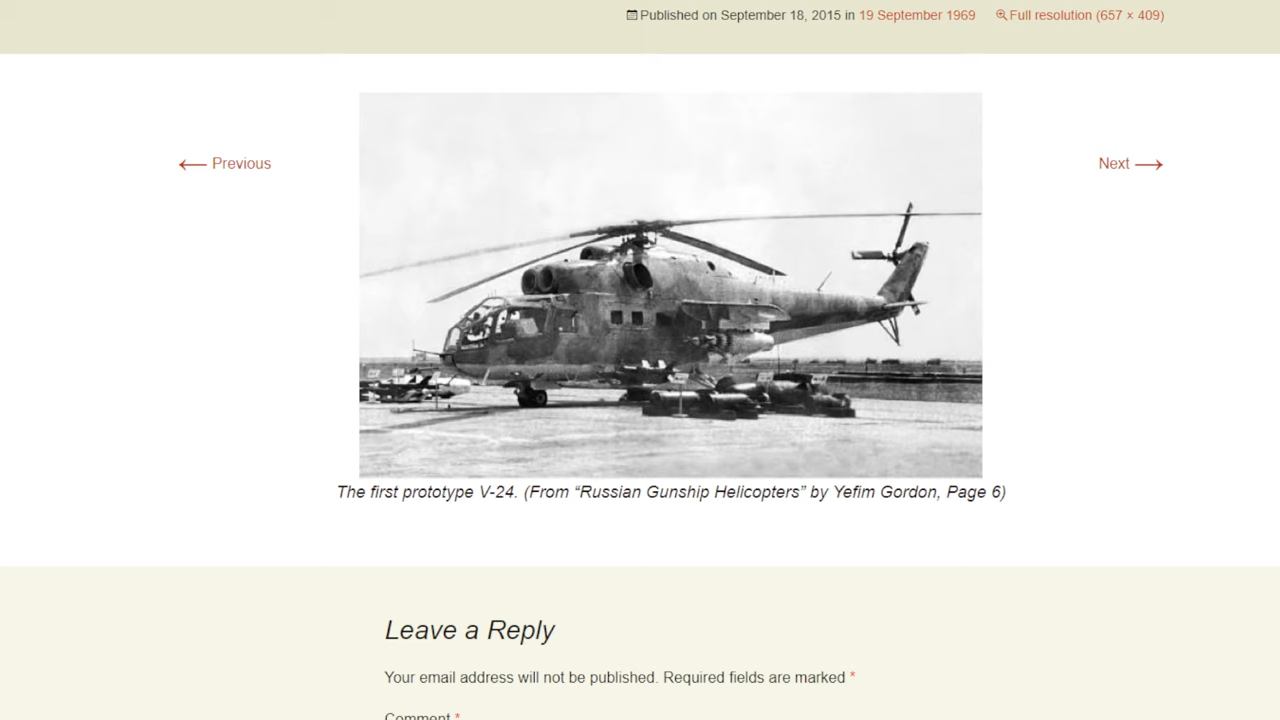 Published on September 18, 2015 in 19 September 1969 Full resolution (657 × 409)
← Previous
Next →
The first prototype V-24. (From “Russian Gunship Helicopters” by Yefim Gordon, Page 6)
Leave a Reply
Your email address will not be published. Required fields are marked *
Comment *